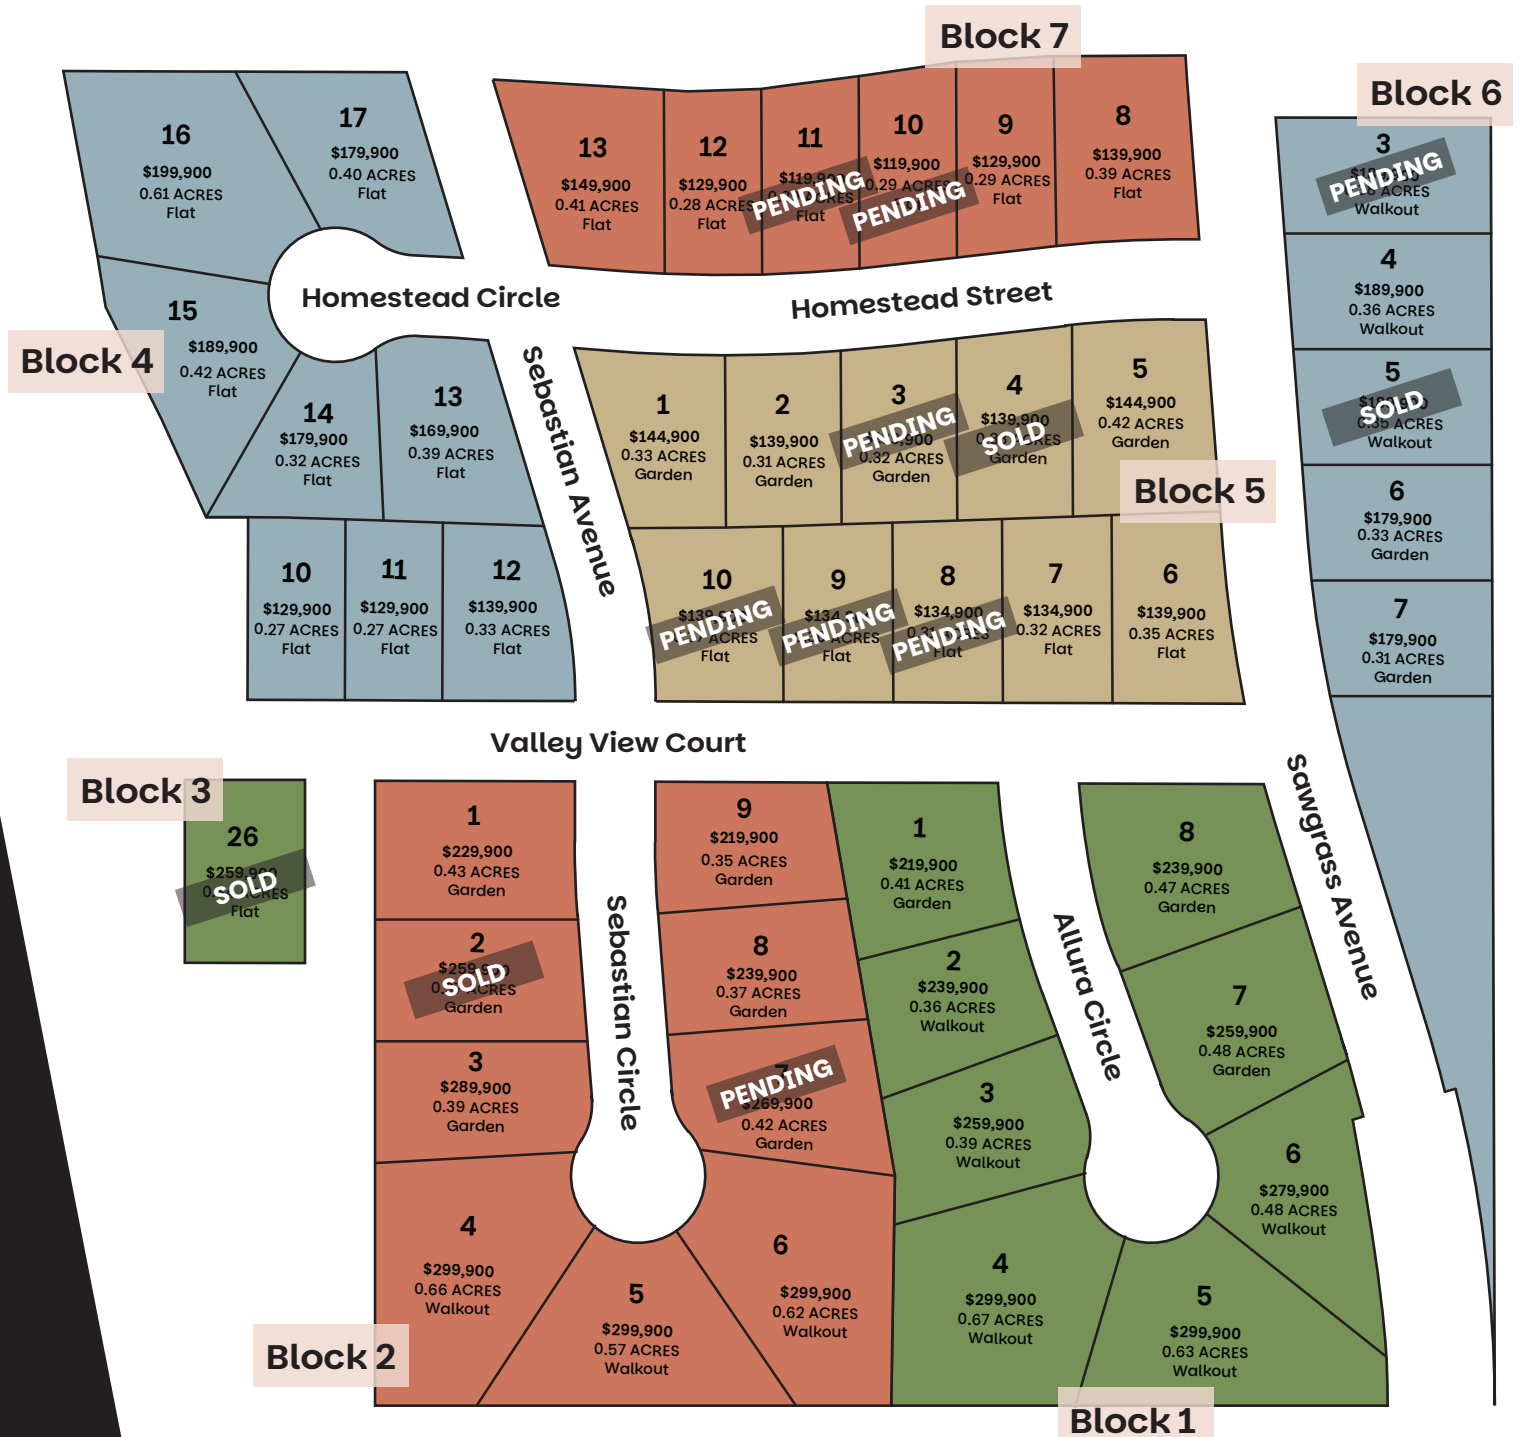 Block 7
Block 6
16
$199,900
0.61 ACRES
Flat
17
$179,900
0.40 ACRES
Flat
15
$189,900
0.42 ACRES
Flat
Block 4
14
$179,900
0.32 ACRES
Flat
13
$169,900
0.39 ACRES
Flat
10
$129,900
0.27 ACRES
Flat
11
$129,900
0.27 ACRES
Flat
12
$139,900
0.33 ACRES
Flat
Homestead Circle
Homestead Street
Sebastian Avenue
13
$149,900
0.41 ACRES
Flat
12
$129,900
0.28 ACRES
Flat
11
$119,900
PENDING
Flat
10
$119,900
0.29 ACRES
PENDING
9
$129,900
0.29 ACRES
Flat
8
$139,900
0.39 ACRES
Flat
3
PENDING
ACRES
Walkout
4
$189,900
0.36 ACRES
Walkout
5
SOLD
0.35 ACRES
Walkout
6
$179,900
0.33 ACRES
Garden
7
$179,900
0.31 ACRES
Garden
1
$144,900
0.33 ACRES
Garden
2
$139,900
0.31 ACRES
Garden
3
PENDING
0.32 ACRES
Garden
4
$139,900
SOLD
Garden
5
$144,900
0.42 ACRES
Garden
Block 5
10
PENDING
Flat
9
PENDING
Flat
8
$134,900
PENDING
Flat
7
$134,900
0.32 ACRES
Flat
6
$139,900
0.35 ACRES
Flat
Valley View Court
Block 3
26
$259,900
SOLD
Flat
1
$229,900
0.43 ACRES
Garden
2
SOLD
ACRES
Garden
3
$289,900
0.39 ACRES
Garden
4
$299,900
0.66 ACRES
Walkout
Block 2
5
$299,900
0.57 ACRES
Walkout
6
$299,900
0.62 ACRES
Walkout
PENDING
7
$269,900
0.42 ACRES
Garden
8
$239,900
0.37 ACRES
Garden
9
$219,900
0.35 ACRES
Garden
Sebastian Circle
1
$219,900
0.41 ACRES
Garden
2
$239,900
0.36 ACRES
Walkout
3
$259,900
0.39 ACRES
Walkout
4
$299,900
0.67 ACRES
Walkout
5
$299,900
0.63 ACRES
Walkout
6
$279,900
0.48 ACRES
Walkout
7
$259,900
0.48 ACRES
Garden
8
$239,900
0.47 ACRES
Garden
Allura Circle
Sawgrass Avenue
Block 1